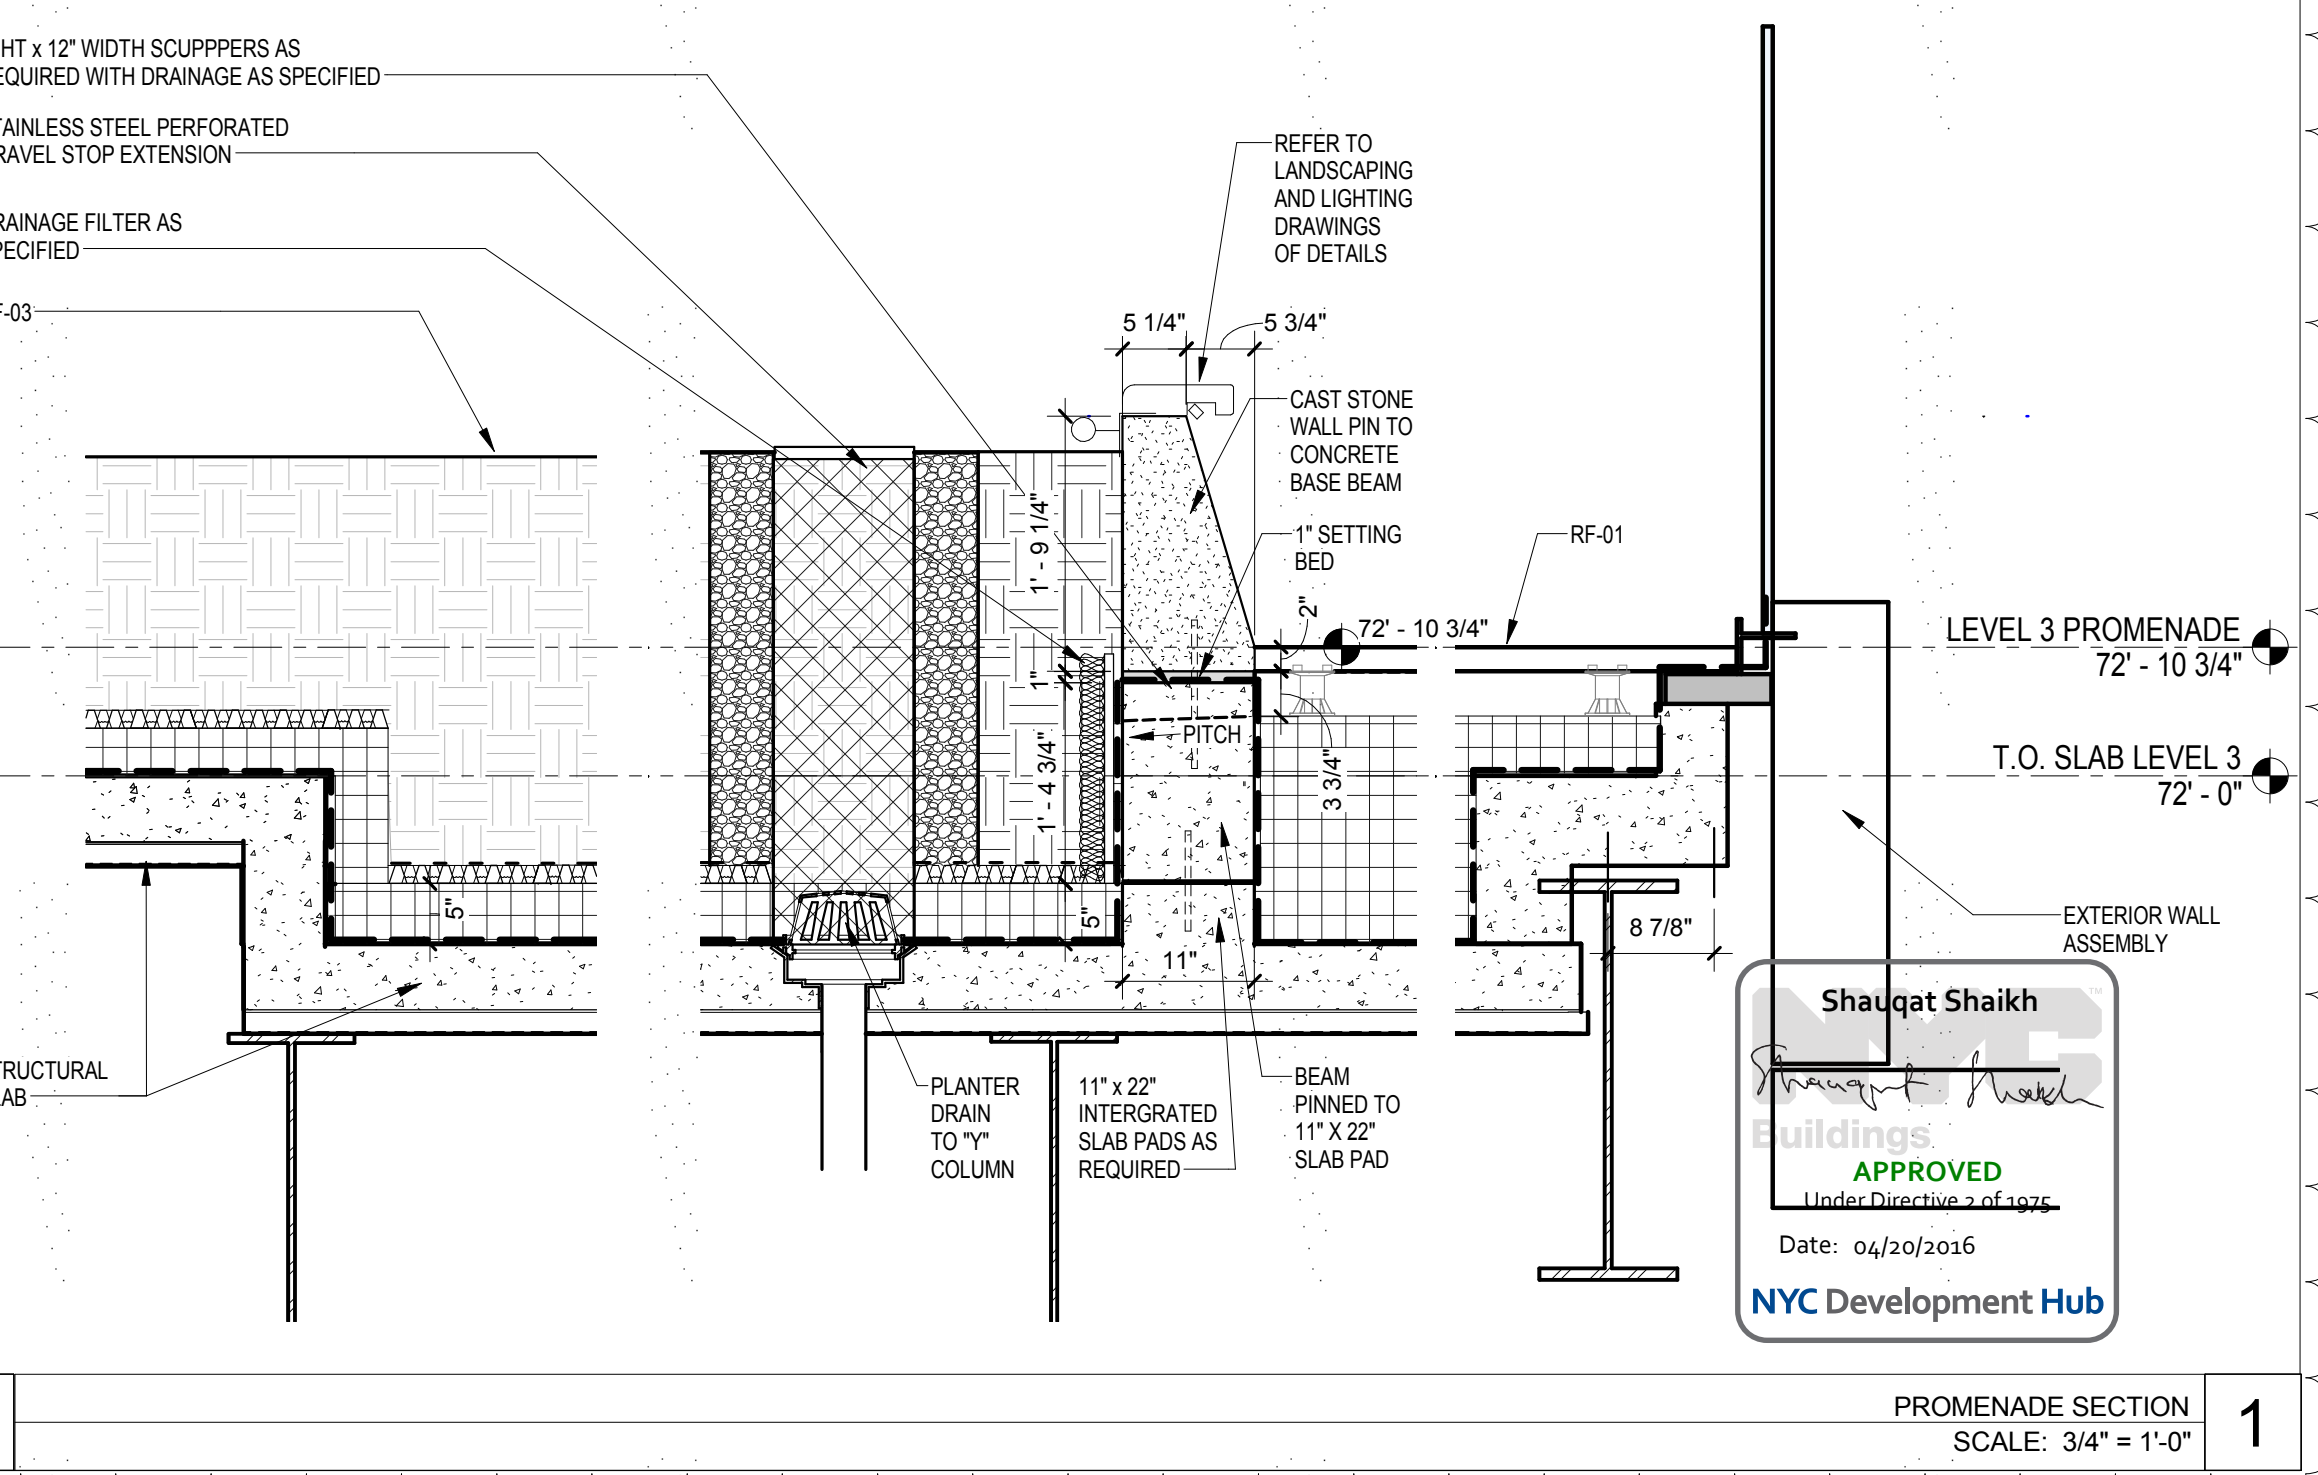 HT x 12" WIDTH SCUPPPERS AS
EQUIRED WITH DRAINAGE AS SPECIFIED
TAINLESS STEEL PERFORATED
RAVEL STOP EXTENSION
RAINAGE FILTER AS
PECIFIED
F-03
REFER TO
LANDSCAPING
AND LIGHTING
DRAWINGS
OF DETAILS
5 1/4"
5 3/4"
CAST STONE
WALL PIN TO
CONCRETE
BASE BEAM
1" SETTING
BED
RF-01
1' - 9 1/4"
2"
72' - 10 3/4"
LEVEL 3 PROMENADE
72' - 10 3/4"
1"
PITCH
1' - 4 3/4"
3 3/4"
T.O. SLAB LEVEL 3
72' - 0"
5"
5"
11"
8 7/8"
EXTERIOR WALL
ASSEMBLY
TRUCTURAL
LAB
PLANTER
DRAIN
TO "Y"
COLUMN
11" x 22"
INTERGRATED
SLAB PADS AS
REQUIRED
BEAM
PINNED TO
11" X 22"
SLAB PAD
Shauqat Shaikh
NYC
TM
Shauqat Shaikh
Buildings
APPROVED
Under Directive 2 of 1975
Date: 04/20/2016
NYC Development Hub
PROMENADE SECTION
SCALE: 3/4" = 1'-0"
1